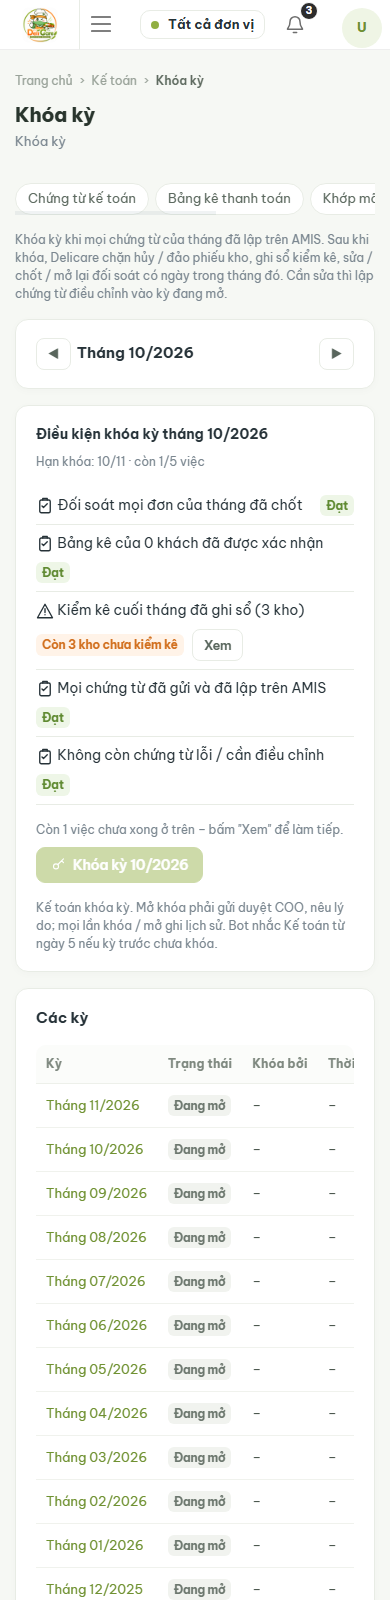 Tất cả đơn vị
3
U
Trang chủ > Kế toán > Khóa kỳ
Khóa kỳ
Khóa kỳ
Chứng từ kế toán
Bảng kê thanh toán
Khớp mã
Khóa kỳ khi mọi chứng từ của tháng đã lập trên AMIS. Sau khi
khóa, Delicare chặn hủy / đảo phiếu kho, ghi sổ kiểm kê, sửa /
chốt / mở lại đối soát có ngày trong tháng đó. Cần sửa thì lập
chứng từ điều chỉnh vào kỳ đang mở.
Tháng 10/2026
Điều kiện khóa kỳ tháng 10/2026
Hạn khóa: 10/11 · còn 1/5 việc
Đối soát mọi đơn của tháng đã chốt Đạt
Bảng kê của 0 khách đã được xác nhận
Đạt
Kiểm kê cuối tháng đã ghi sổ (3 kho)
Còn 3 kho chưa kiểm kê Xem
Mọi chứng từ đã gửi và đã lập trên AMIS
Đạt
Không còn chứng từ lỗi / cần điều chỉnh
Đạt
Còn 1 việc chưa xong ở trên – bấm "Xem" để làm tiếp.
Khóa kỳ 10/2026
Kế toán khóa kỳ. Mở khóa phải gửi duyệt COO, nêu lý
do; mọi lần khóa / mở ghi lịch sử. Bot nhắc Kế toán từ
ngày 5 nếu kỳ trước chưa khóa.
Các kỳ
Kỳ Trạng thái Khóa bởi Thời
Tháng 11/2026 Đang mở – –
Tháng 10/2026 Đang mở – –
Tháng 09/2026 Đang mở – –
Tháng 08/2026 Đang mở – –
Tháng 07/2026 Đang mở – –
Tháng 06/2026 Đang mở – –
Tháng 05/2026 Đang mở – –
Tháng 04/2026 Đang mở – –
Tháng 03/2026 Đang mở – –
Tháng 02/2026 Đang mở – –
Tháng 01/2026 Đang mở – –
Tháng 12/2025 Đang mở – –